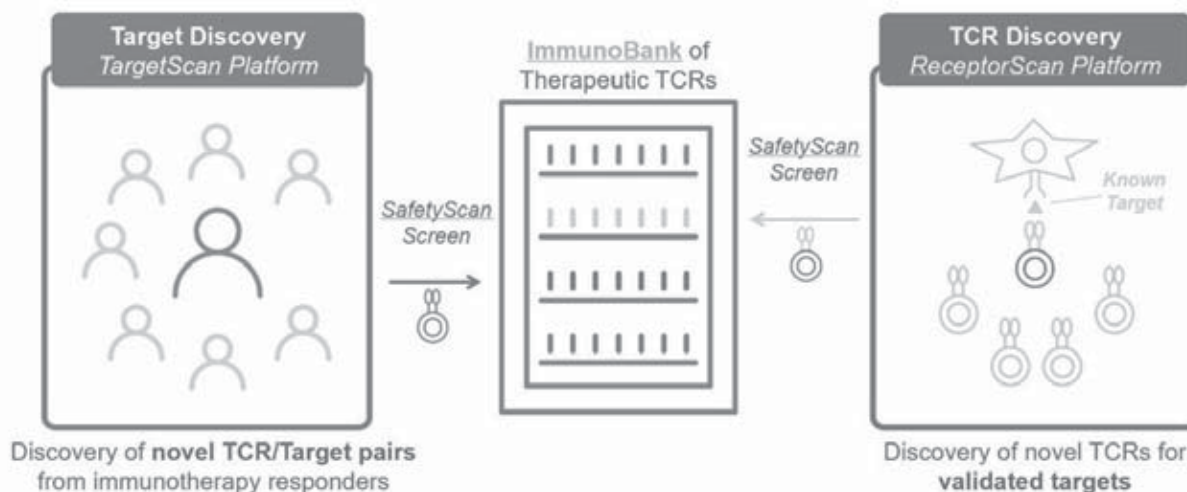 Target Discovery
TargetScan Platform
SafetyScan
Screen
Discovery of novel TCR/Target pairs
from immunotherapy responders
ImmunoBank of
Therapeutic TCRs
SafetyScan
Screen
TCR Discovery
ReceptorScan Platform
Known
Target
Discovery of novel TCRs for
validated targets